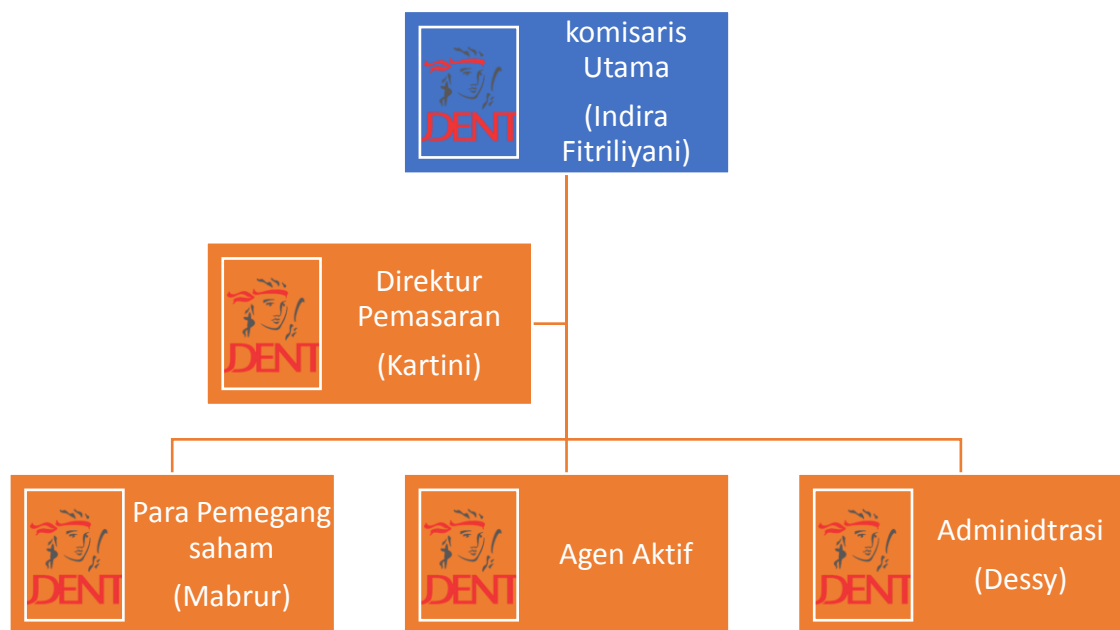 komisaris
Utama
(Indira
Fitriliyani)
DENT
Direktur
Pemasaran
(Kartini)
DENT
Para Pemegang
saham
(Mabrur)
DENT
Agen Aktif
DENT
Adminidtrasi
(Dessy)
DENT